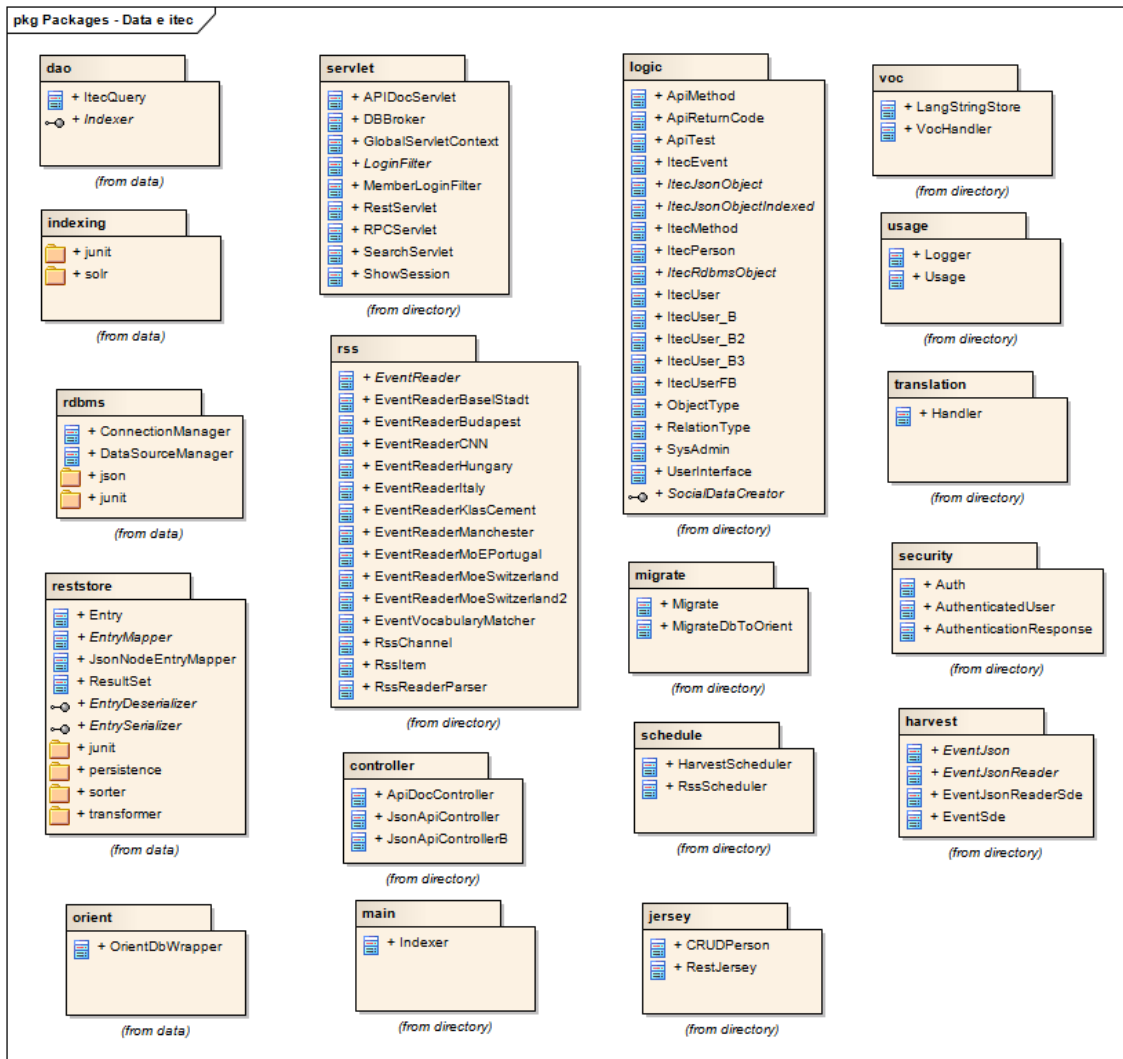 pkg Packages - Data e itec
dao
+ ItecQuery
+ Indexer
(from data)
indexing
+ junit
+ solr
(from data)
rdbms
+ ConnectionManager
+ DataSourceManager
+ json
+ junit
(from data)
reststore
+ Entry
+ EntryMapper
+ JsonNodeEntryMapper
+ ResultSet
+ EntryDeserializer
+ EntrySerializer
+ junit
+ persistence
+ sorter
+ transformer
(from data)
orient
+ OrientDbWrapper
(from data)
servlet
+ APIDocServlet
+ DBBroker
+ GlobalServletContext
+ LoginFilter
+ MemberLoginFilter
+ RestServlet
+ RPCServlet
+ SearchServlet
+ ShowSession
(from directory)
rss
+ EventReader
+ EventReaderBaselStadt
+ EventReaderBudapest
+ EventReaderCNN
+ EventReaderHungary
+ EventReaderItaly
+ EventReaderKlasCement
+ EventReaderManchester
+ EventReaderMoEPortugal
+ EventReaderMoeSwitzerland
+ EventReaderMoeSwitzerland2
+ EventVocabularyMatcher
+ RssChannel
+ RssItem
+ RssReaderParser
(from directory)
controller
+ ApiDocController
+ JsonApiController
+ JsonApiControllerB
(from directory)
main
+ Indexer
(from directory)
logic
+ ApiMethod
+ ApiReturnCode
+ ApiTest
+ ItecEvent
+ ItecJsonObject
+ ItecJsonObjectIndexed
+ ItecMethod
+ ItecPerson
+ ItecRdbmsObject
+ ItecUser
+ ItecUser_B
+ ItecUser_B2
+ ItecUser_B3
+ ItecUserFB
+ ObjectType
+ RelationType
+ SysAdmin
+ UserInterface
+ SocialDataCreator
(from directory)
migrate
+ Migrate
+ MigrateDbToOrient
(from directory)
schedule
+ HarvestScheduler
+ RssScheduler
(from directory)
jersey
+ CRUDPerson
+ RestJersey
(from directory)
voc
+ LangStringStore
+ VocHandler
(from directory)
usage
+ Logger
+ Usage
(from directory)
translation
+ Handler
(from directory)
security
+ Auth
+ AuthenticatedUser
+ AuthenticationResponse
(from directory)
harvest
+ EventJson
+ EventJsonReader
+ EventJsonReaderSde
+ EventSde
(from directory)